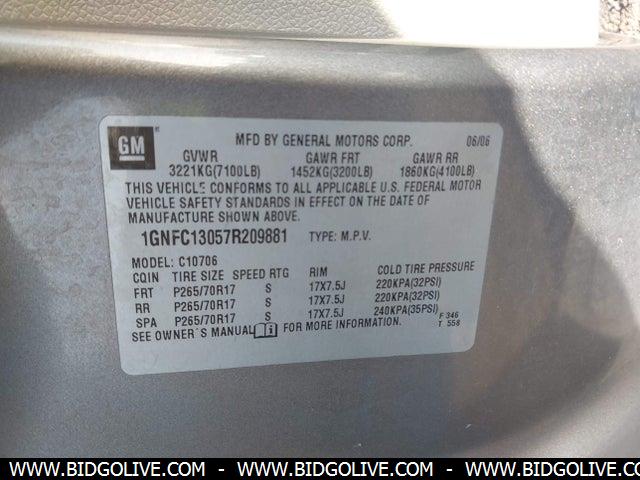 GM ®
MFD BY GENERAL MOTORS CORP. 06/06
GVWR GAWR FRT GAWR RR
3221KG(7100LB) 1452KG(3200LB) 1860KG(4100LB)
THIS VEHICLE CONFORMS TO ALL APPLICABLE U.S. FEDERAL MOTOR
VEHICLE SAFETY STANDARDS IN EFFECT ON THE DATE OF
MANUFACTURE SHOWN ABOVE.
1GNFC13057R209881 TYPE: M.P.V.
MODEL: C10706
CQIN TIRE SIZE SPEED RTG RIM COLD TIRE PRESSURE
FRT P265/70R17 S 17X7.5J 220KPA(32PSI)
RR P265/70R17 S 17X7.5J 220KPA(32PSI)
SPA P265/70R17 S 17X7.5J 240KPA(35PSI)
SEE OWNER'S MANUAL i FOR MORE INFORMATION.
F 346
T 558
WWW.BIDGOLIVE.COM - WWW.BIDGOLIVE.COM - WWW.BIDGOLIVE.COM